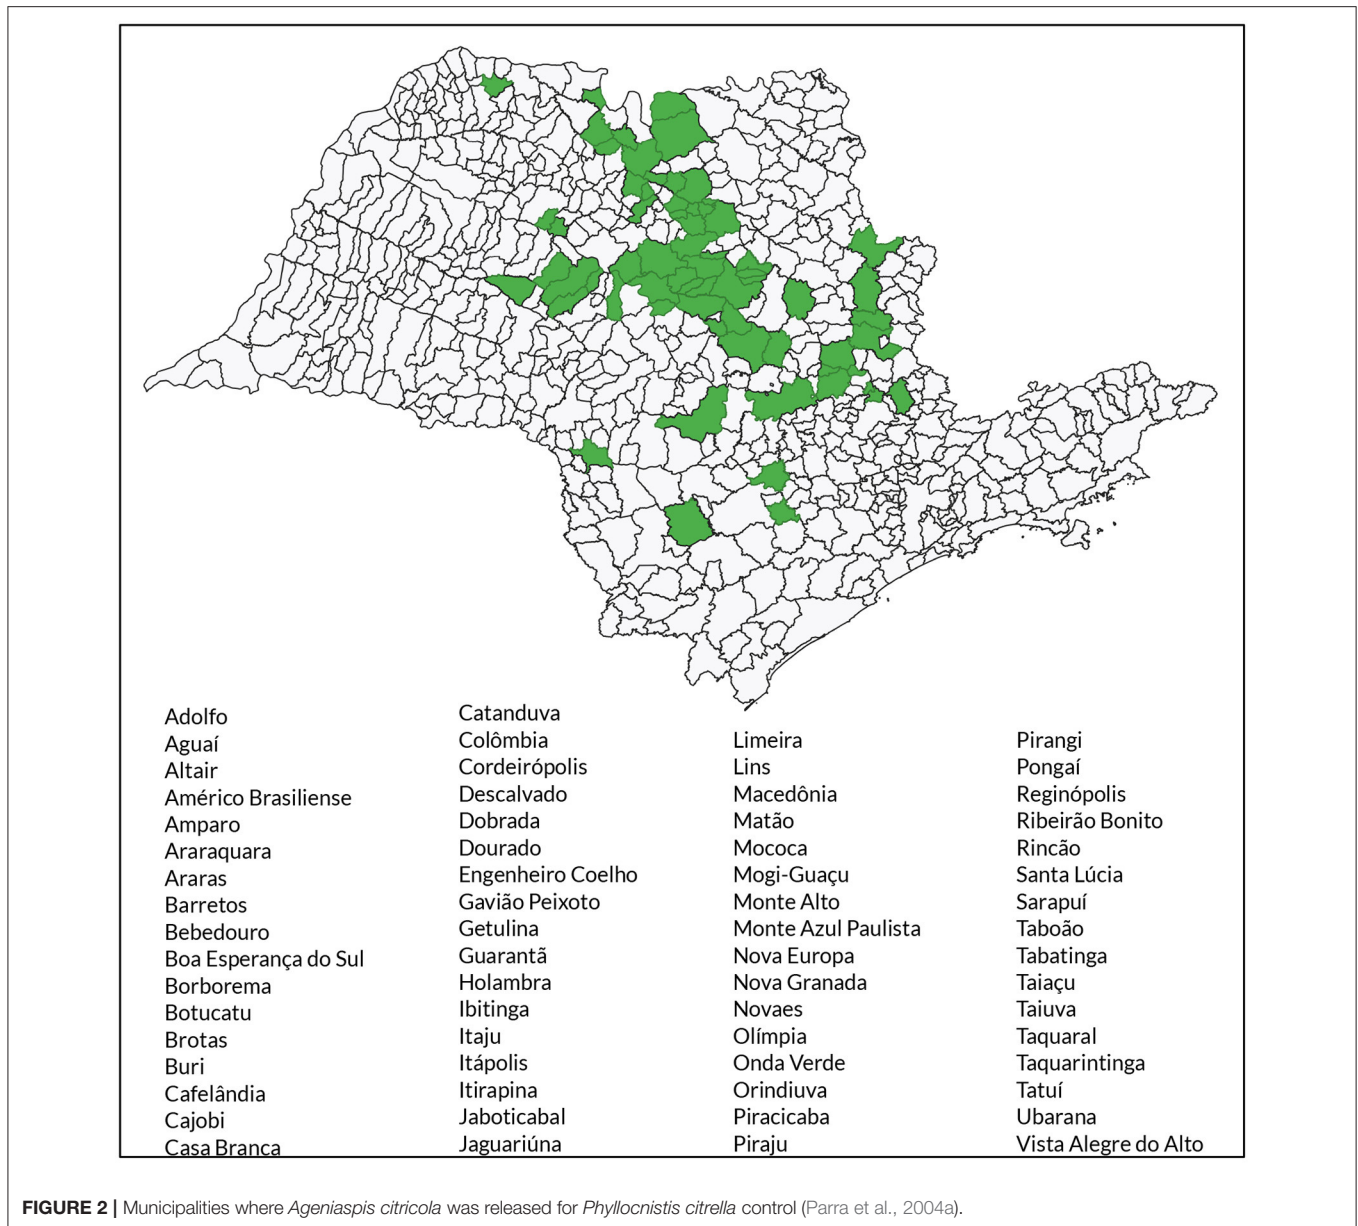 Adolfo
Aguaí
Altair
Américo Brasiliense
Amparo
Araraquara
Araras
Barretos
Bebedouro
Boa Esperança do Sul
Borborema
Botucatu
Brotas
Buri
Cafelândia
Cajobi
Casa Branca
Catanduva
Colômbia
Cordeirópolis
Descalvado
Dobrada
Dourado
Engenheiro Coelho
Gavião Peixoto
Getulina
Guarantã
Holambra
Ibitinga
Itaju
Itápolis
Itirapina
Jaboticabal
Jaguariúna
Limeira
Lins
Macedônia
Matão
Mococa
Mogi-Guaçu
Monte Alto
Monte Azul Paulista
Nova Europa
Nova Granada
Novaes
Olímpia
Onda Verde
Orindiuva
Piracicaba
Piraju
Pirangi
Pongaí
Reginópolis
Ribeirão Bonito
Rincão
Santa Lúcia
Sarapuí
Taboão
Tabatinga
Taiaçu
Taiuva
Taquaral
Taquarintinga
Tatuí
Ubarana
Vista Alegre do Alto
FIGURE 2 | Municipalities where Ageniaspis citricola was released for Phyllocnistis citrella control (Parra et al., 2004a).